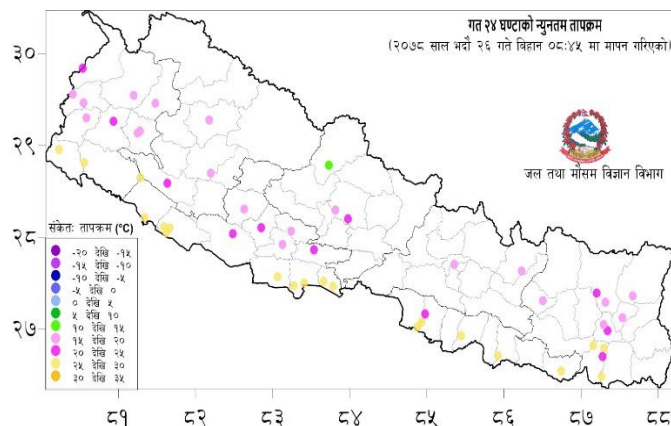 गत २४ घण्टाको न्युनतम तापक्रम
(२०७८ साल भदौ २६ गते विहान ०८:४५ मा मापन गरिएको)
जल तथा मौसम विज्ञान विभाग
३०
२९
२८
२७
संकेतः तापक्रम (°C)
-२० देखि -१५
-१५ देखि -१०
-१० देखि -५
-५ देखि ०
० देखि ५
५ देखि १०
१० देखि १५
१५ देखि २०
२० देखि २५
२५ देखि ३०
३० देखि ३५
८१ ८२ ८३ ८४ ८५ ८६ ८७ ८८